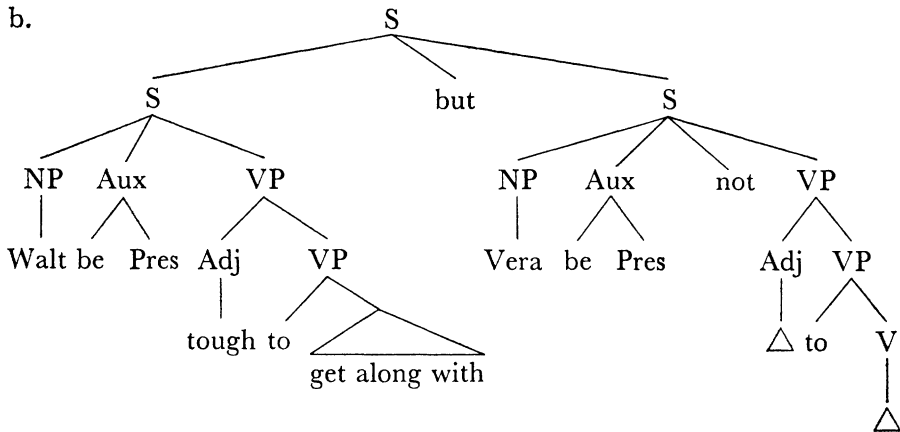 b.
S
S but S
NP Aux VP NP Aux not VP
Walt be Pres Adj VP Vera be Pres Adj VP
tough to to V
get along with